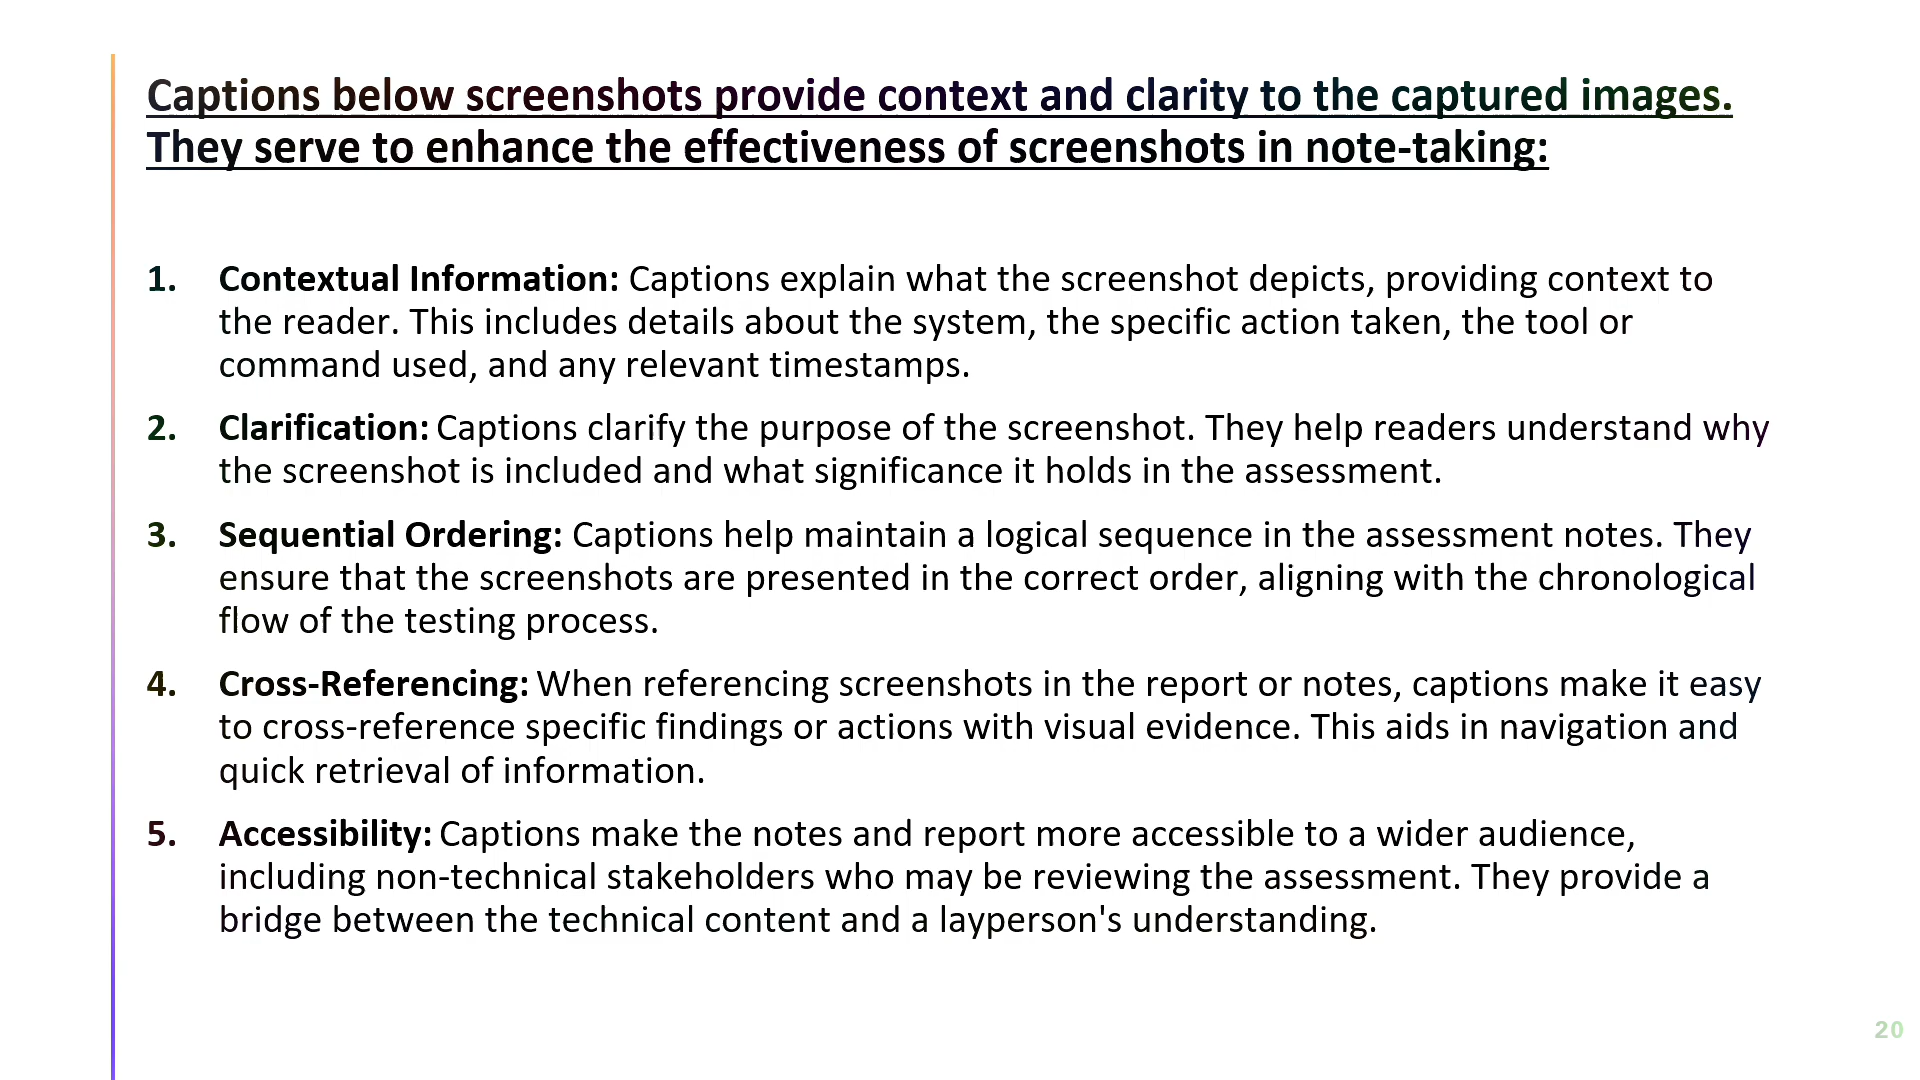 Captions below screenshots provide context and clarity to the captured images.
They serve to enhance the effectiveness of screenshots in note-taking:
1. Contextual Information: Captions explain what the screenshot depicts, providing context to
the reader. This includes details about the system, the specific action taken, the tool or
command used, and any relevant timestamps.
2. Clarification: Captions clarify the purpose of the screenshot. They help readers understand why
the screenshot is included and what significance it holds in the assessment.
3. Sequential Ordering: Captions help maintain a logical sequence in the assessment notes. They
ensure that the screenshots are presented in the correct order, aligning with the chronological
flow of the testing process.
4. Cross-Referencing: When referencing screenshots in the report or notes, captions make it easy
to cross-reference specific findings or actions with visual evidence. This aids in navigation and
quick retrieval of information.
5. Accessibility: Captions make the notes and report more accessible to a wider audience,
including non-technical stakeholders who may be reviewing the assessment. They provide a
bridge between the technical content and a layperson's understanding.
20